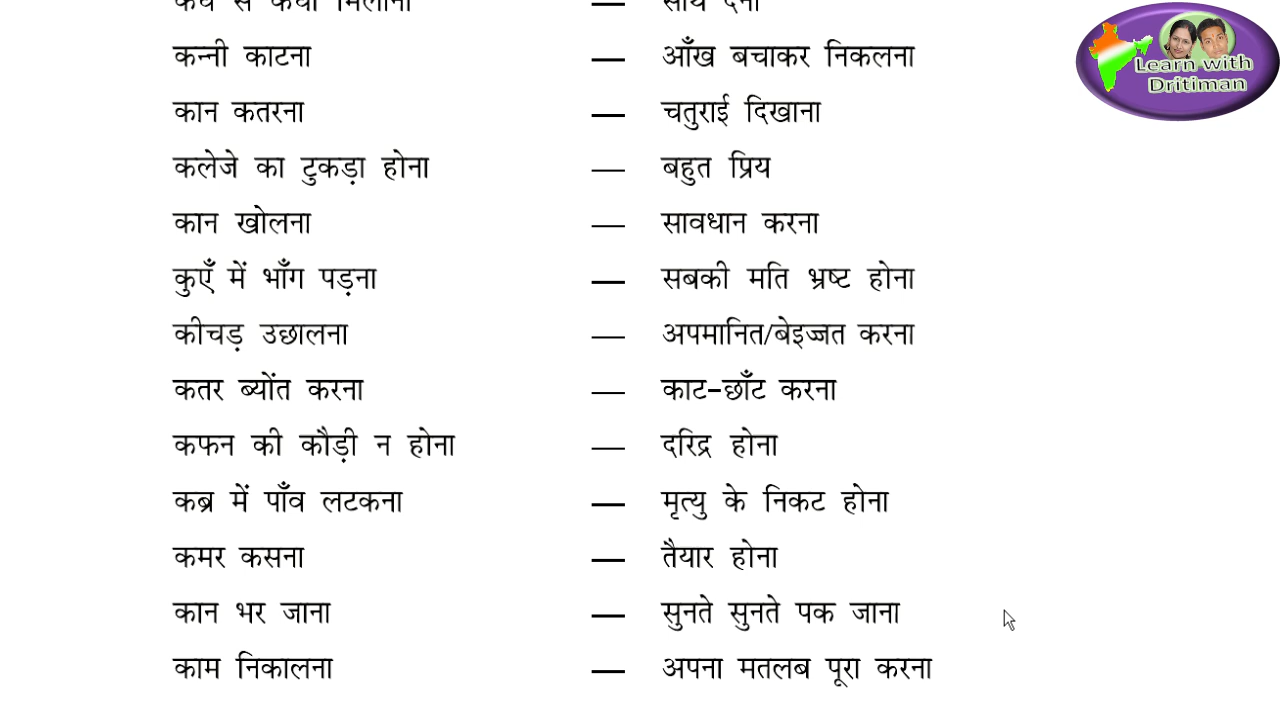 कंधे से कंधा मिलाना — साथ देना
कन्नी काटना — आँख बचाकर निकलना
कान कतरना — चतुराई दिखाना
कलेजे का टुकड़ा होना — बहुत प्रिय
कान खोलना — सावधान करना
कुएँ में भाँग पड़ना — सबकी मति भ्रष्ट होना
कीचड़ उछालना — अपमानित/बेइज्जत करना
कतर ब्योंत करना — काट-छाँट करना
कफन की कौड़ी न होना — दरिद्र होना
कब्र में पाँव लटकना — मृत्यु के निकट होना
कमर कसना — तैयार होना
कान भर जाना — सुनते सुनते पक जाना
काम निकालना — अपना मतलब पूरा करना
Learn with
Dritiman